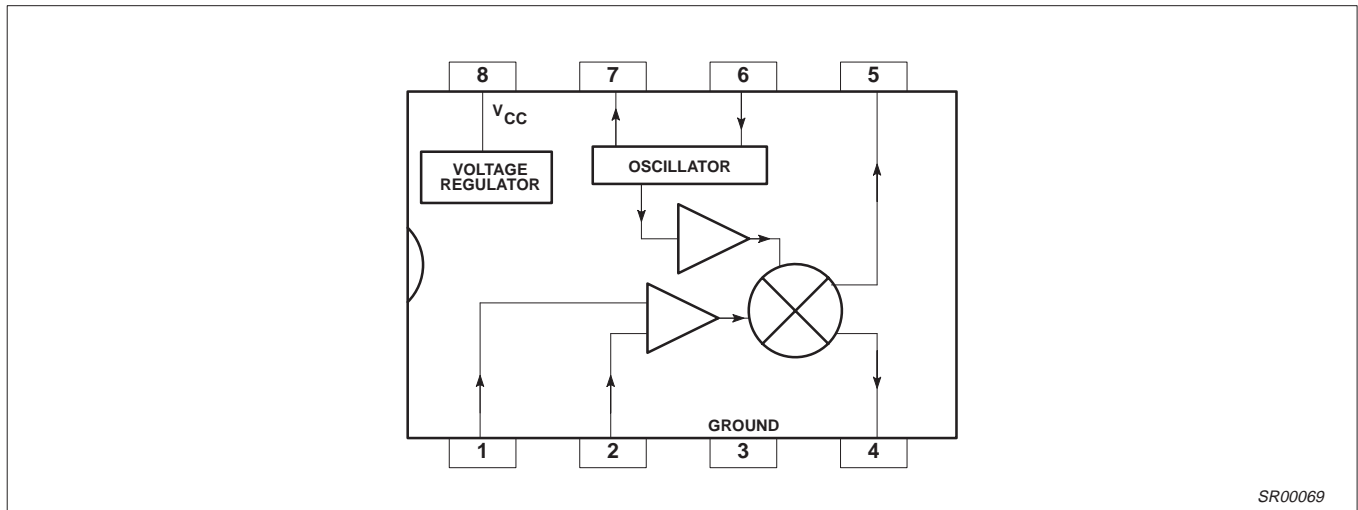 8 7 6 5
VCC
VOLTAGE
REGULATOR
OSCILLATOR
GROUND
1 2 3 4
SR00069